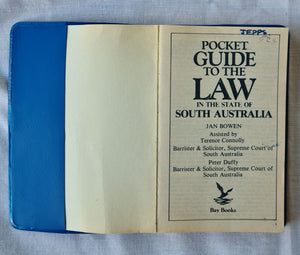 JEPPS
POCKET
GUIDE
TO THE
LAW
IN THE STATE OF
SOUTH AUSTRALIA
JAN BOWEN
Assisted by
Terence Connolly
Barrister & Solicitor, Supreme Court of
South Australia
Peter Duffy
Barrister & Solicitor, Supreme Court of
South Australia
Bay Books